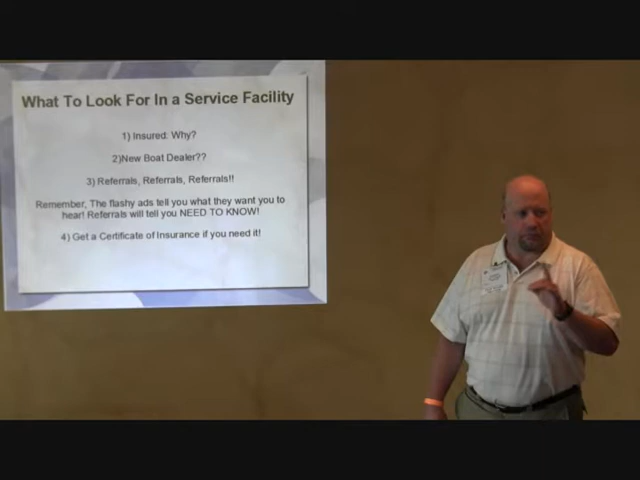 What To Look For In a Service Facility
1) Insured: Why?
2)New Boat Dealer??
3) Referrals, Referrals, Referrals!!
Remember, The flashy ads tell you what they want you to
hear! Referrals will tell you NEED TO KNOW!
4) Get a Certificate of Insurance if you need it!